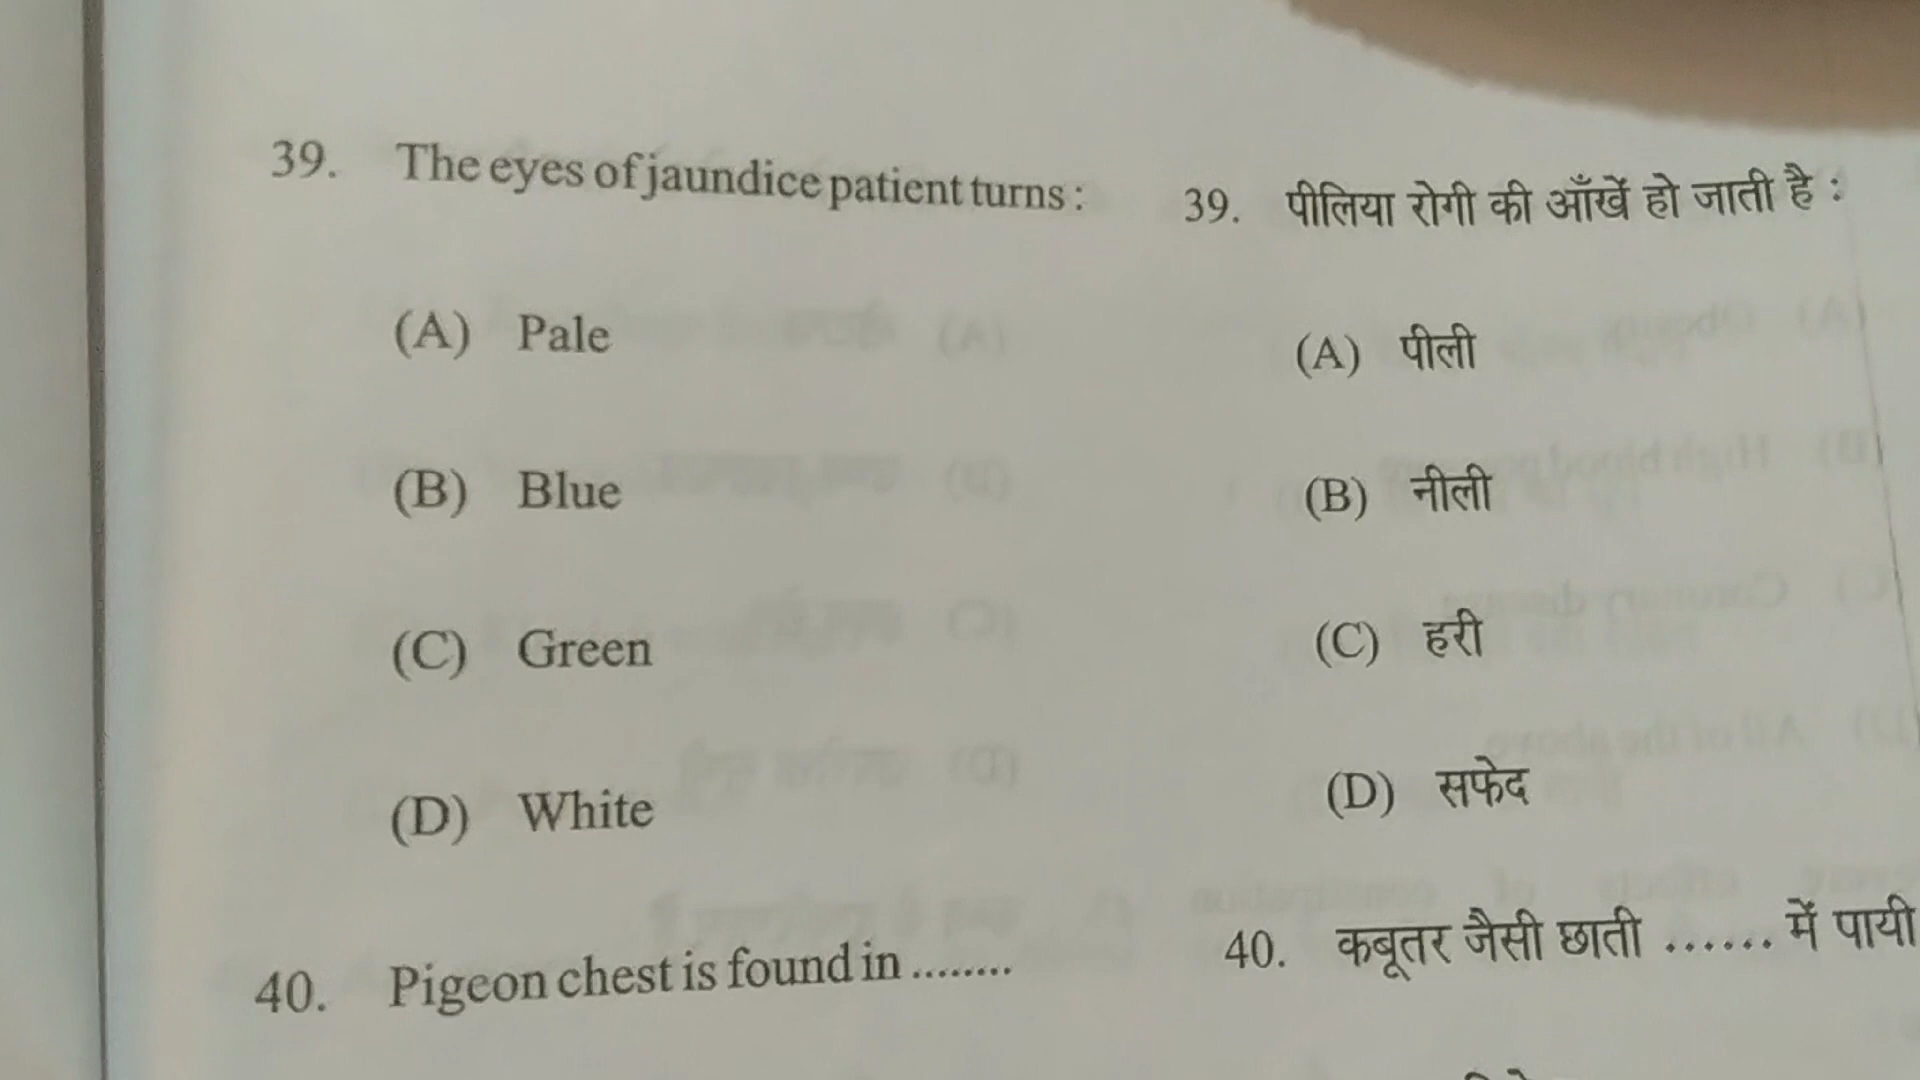 39. The eyes of jaundice patient turns :
(A) Pale
(B) Blue
(C) Green
(D) White
40. Pigeon chest is found in ........
39. पीलिया रोगी की आँखें हो जाती है :
(A) पीली
(B) नीली
(C) हरी
(D) सफेद
40. कबूतर जैसी छाती ...... में पायी